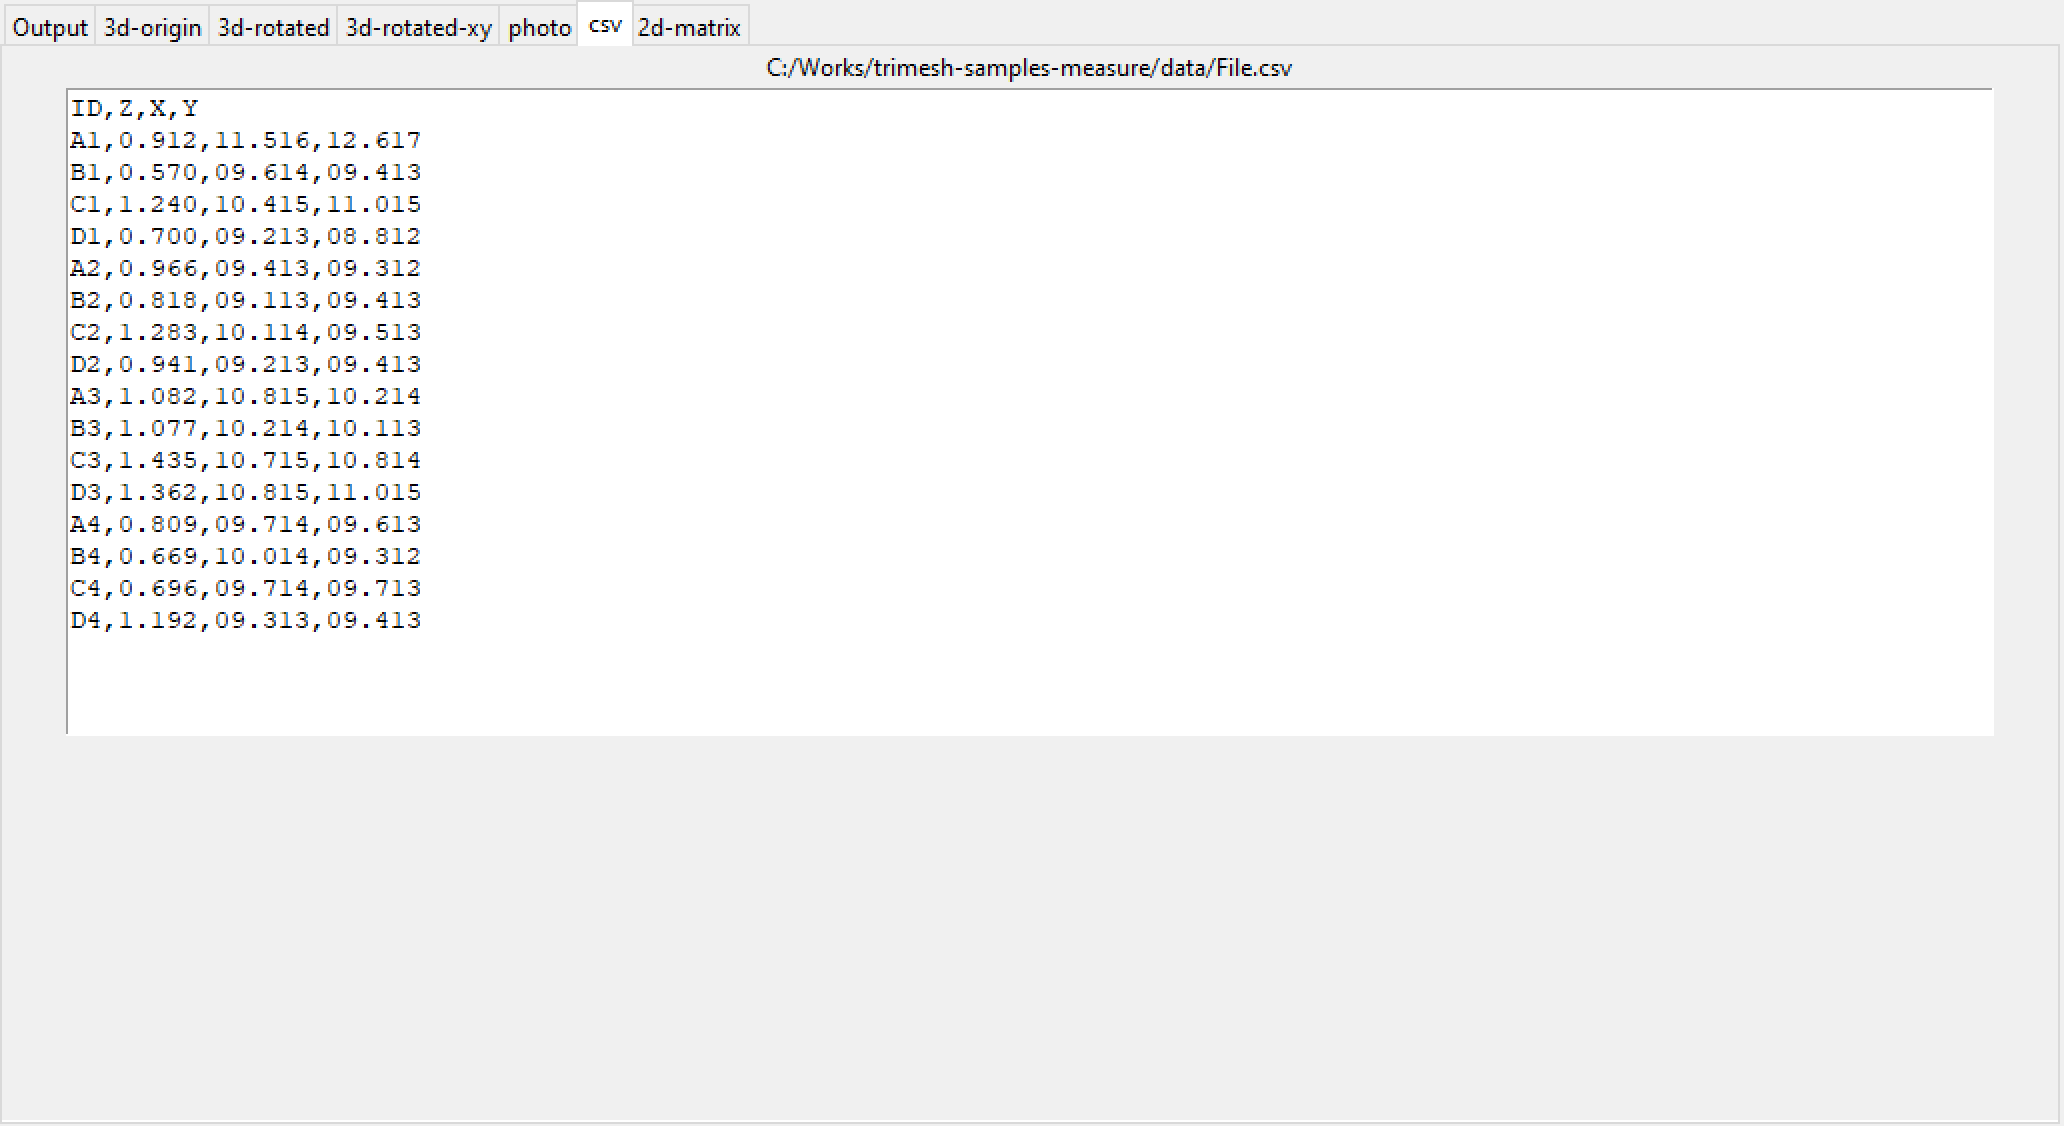 Output 3d-origin 3d-rotated 3d-rotated-xy photo csv 2d-matrix
C:/Works/trimesh-samples-measure/data/File.csv
ID,Z,X,Y
A1,0.912,11.516,12.617
B1,0.570,09.614,09.413
C1,1.240,10.415,11.015
D1,0.700,09.213,08.812
A2,0.966,09.413,09.312
B2,0.818,09.113,09.413
C2,1.283,10.114,09.513
D2,0.941,09.213,09.413
A3,1.082,10.815,10.214
B3,1.077,10.214,10.113
C3,1.435,10.715,10.814
D3,1.362,10.815,11.015
A4,0.809,09.714,09.613
B4,0.669,10.014,09.312
C4,0.696,09.714,09.713
D4,1.192,09.313,09.413